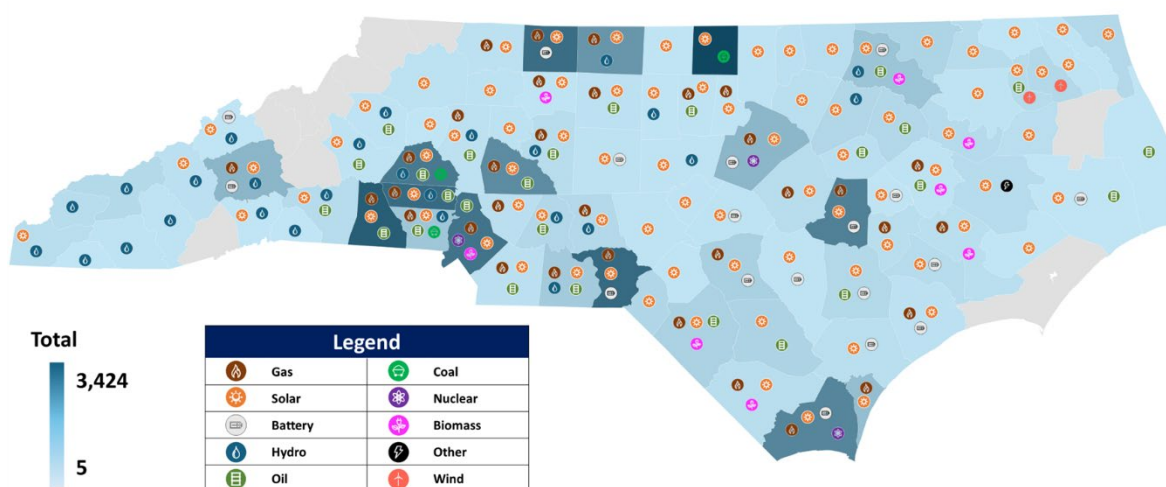 Total
3,424
5
Legend
Gas Coal
Solar Nuclear
Battery Biomass
Hydro Other
Oil Wind